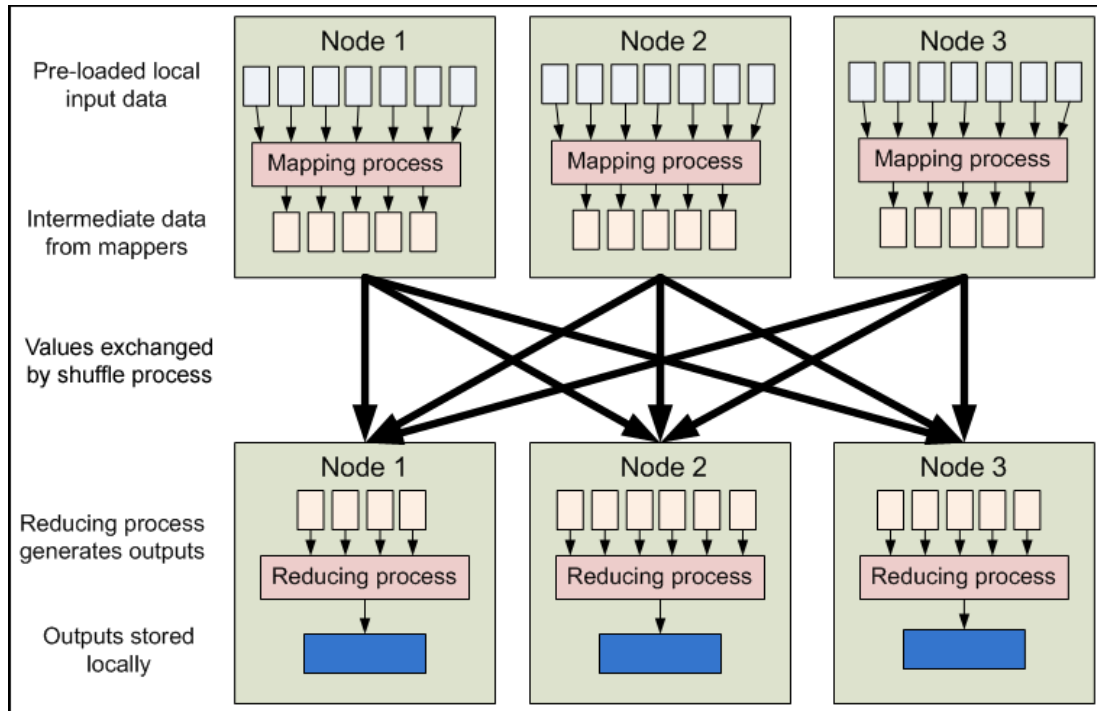 Node 1
Node 2
Node 3
Pre-loaded local
input data
Mapping process
Mapping process
Mapping process
Intermediate data
from mappers
Values exchanged
by shuffle process
Node 1
Node 2
Node 3
Reducing process
generates outputs
Reducing process
Reducing process
Reducing process
Outputs stored
locally